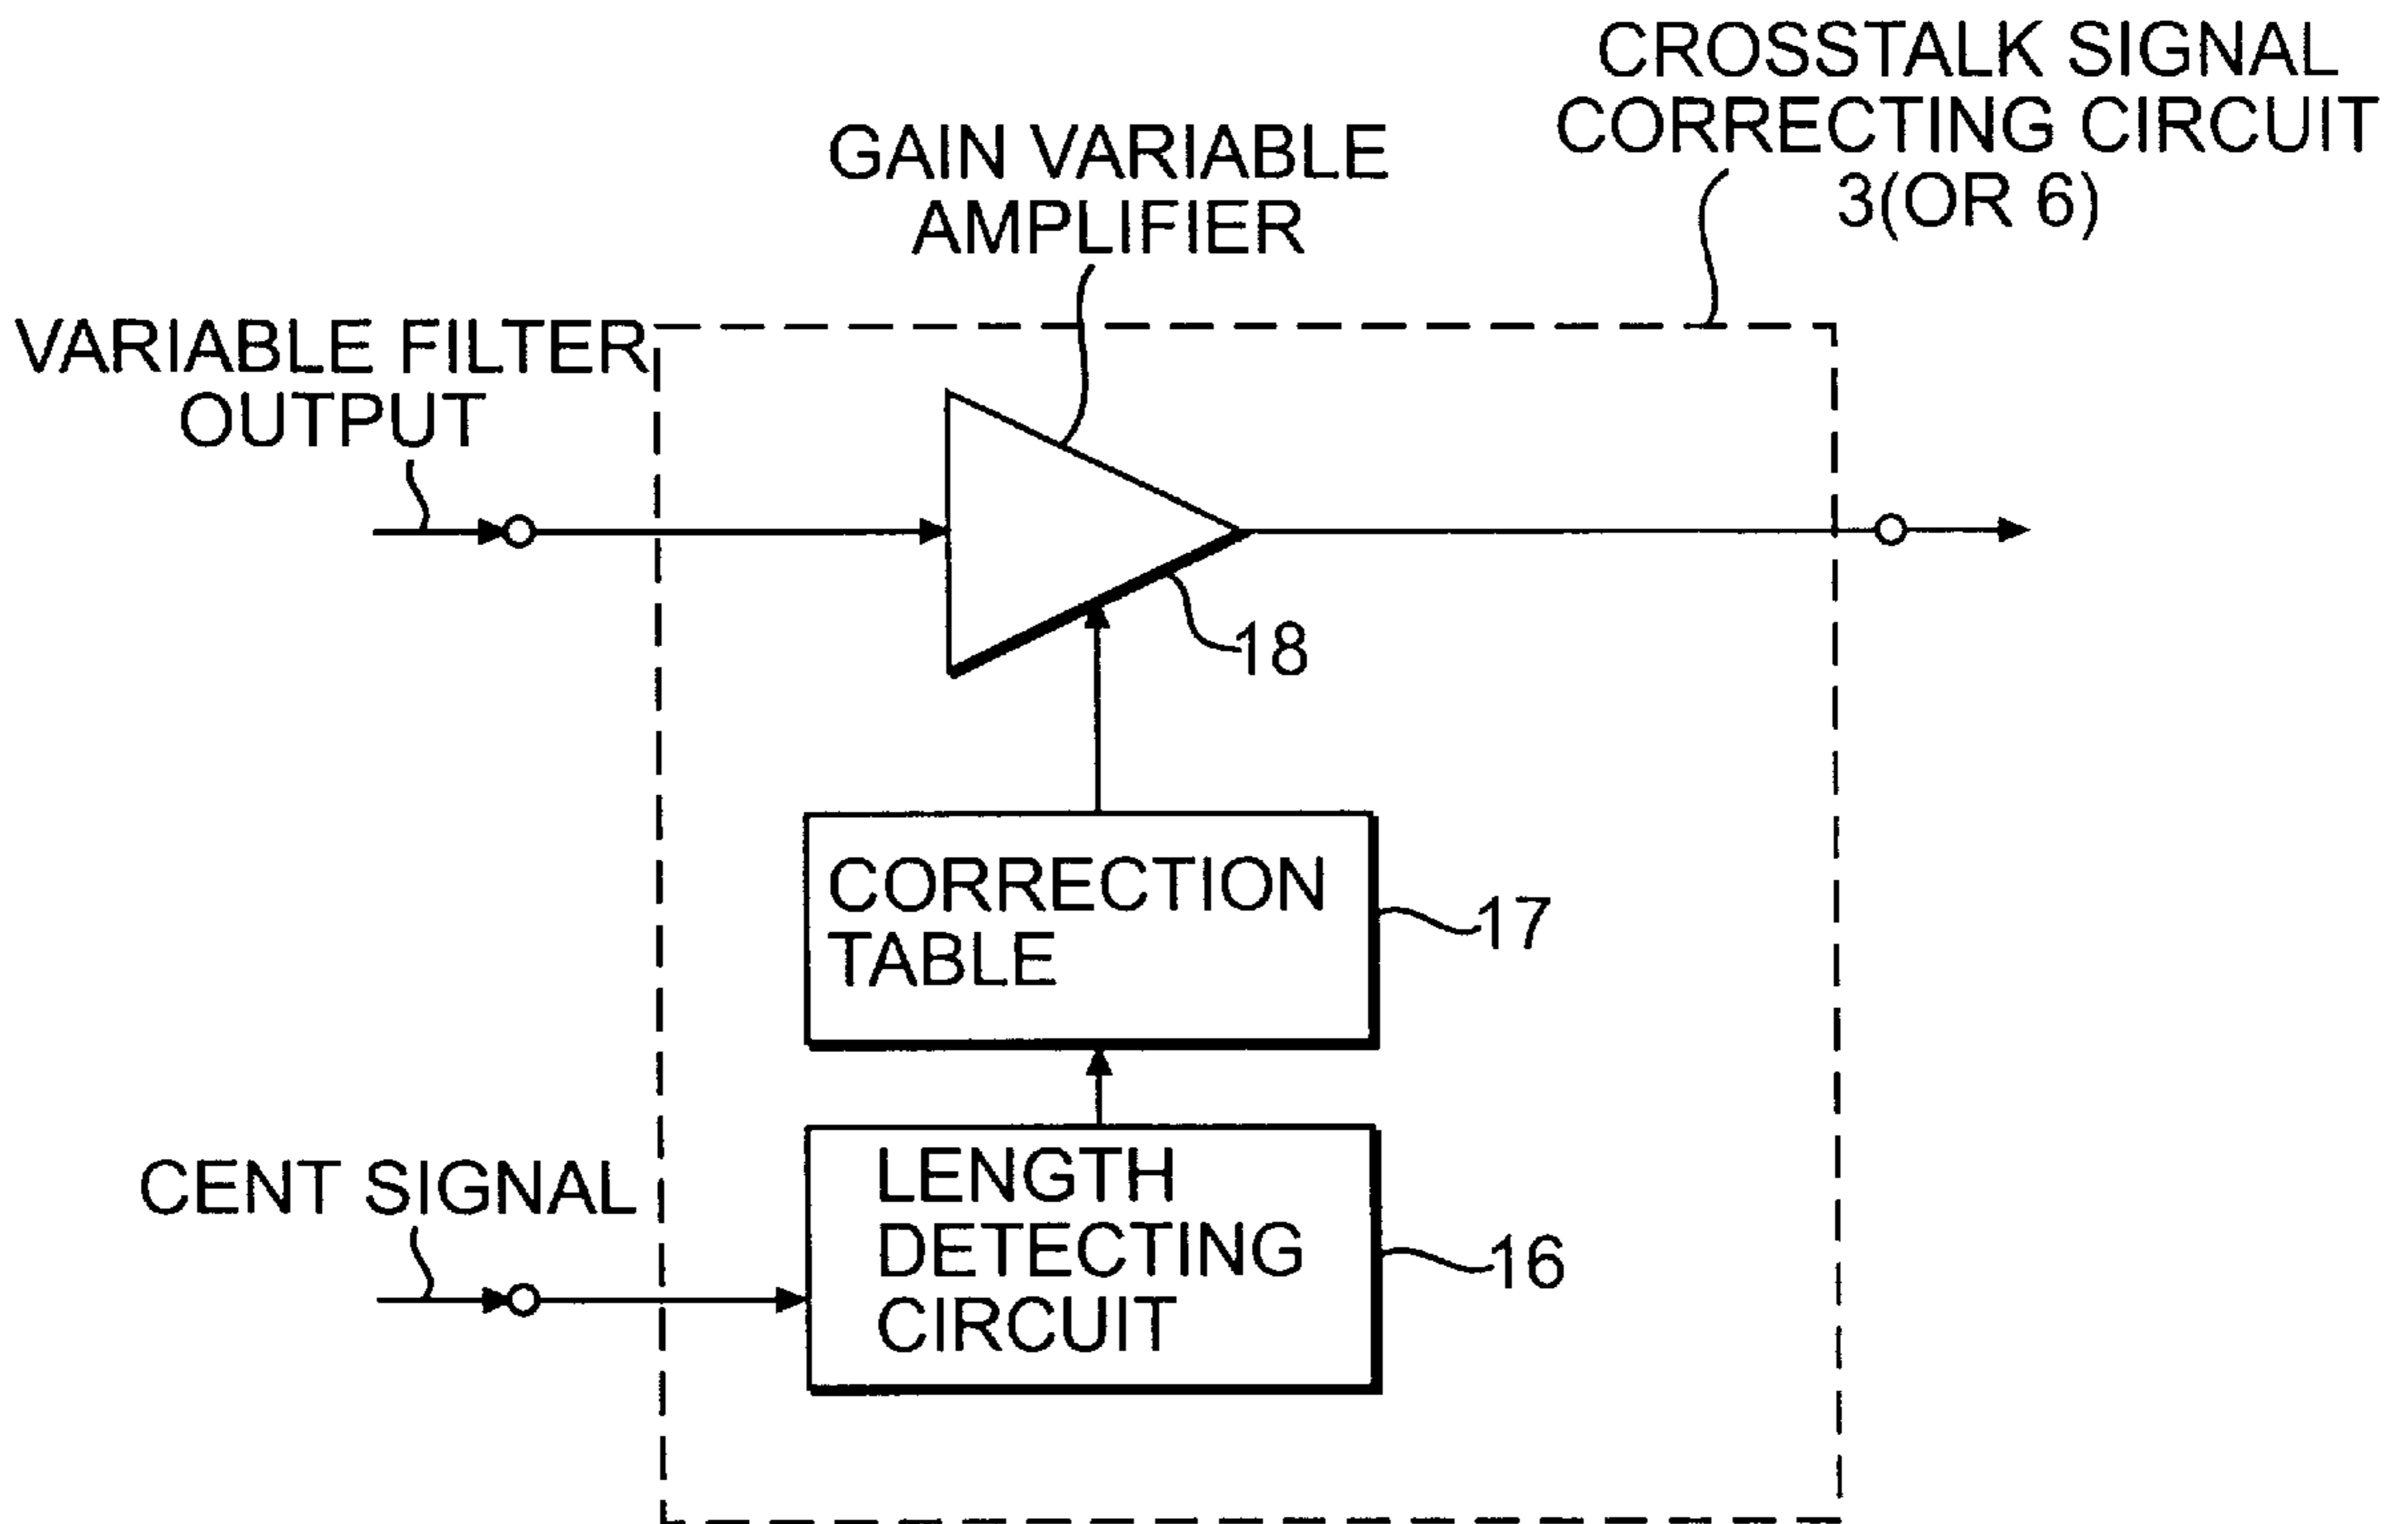 CROSSTALK SIGNAL
CORRECTING CIRCUIT
3(OR 6)
GAIN VARIABLE
AMPLIFIER
VARIABLE FILTER
OUTPUT
18
CORRECTION
TABLE
17
CENT SIGNAL
LENGTH
DETECTING
CIRCUIT
16